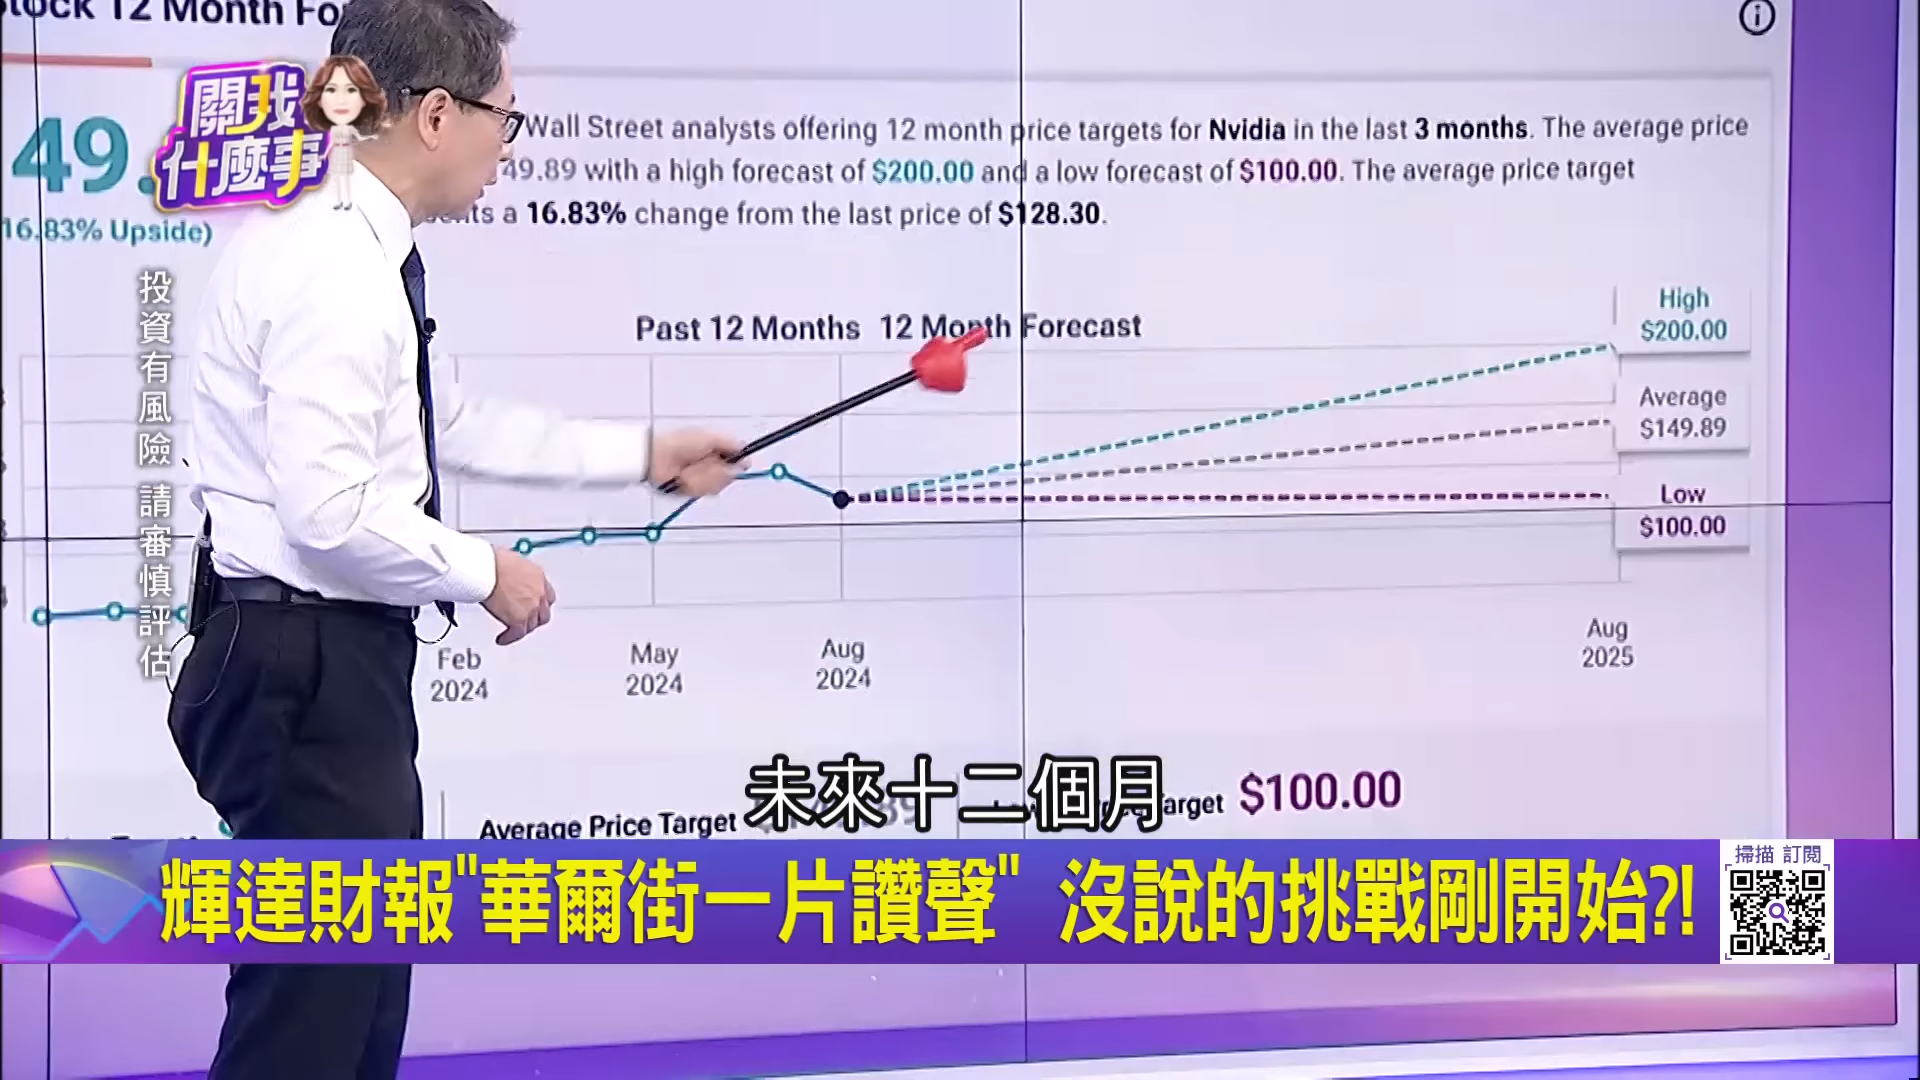 Stock 12 Month
49.
16.83% Upside)
關我
什麼事
Wall Street analysts offering 12 month price targets for Nvidia in the last 3 months. The average price
49.89 with a high forecast of $200.00 and a low forecast of $100.00. The average price target
a 16.83% change from the last price of $128.30.
投資有風險 請審慎評估
Past 12 Months 12 Month Forecast
High
$200.00
Average
$149.89
Low
$100.00
Feb
2024
May
2024
Aug
2024
Aug
2025
未來十二個月
Average Price Target
$100.00
輝達財報"華爾街一片讚聲" 沒說的挑戰剛開始?!
掃描 訂閱